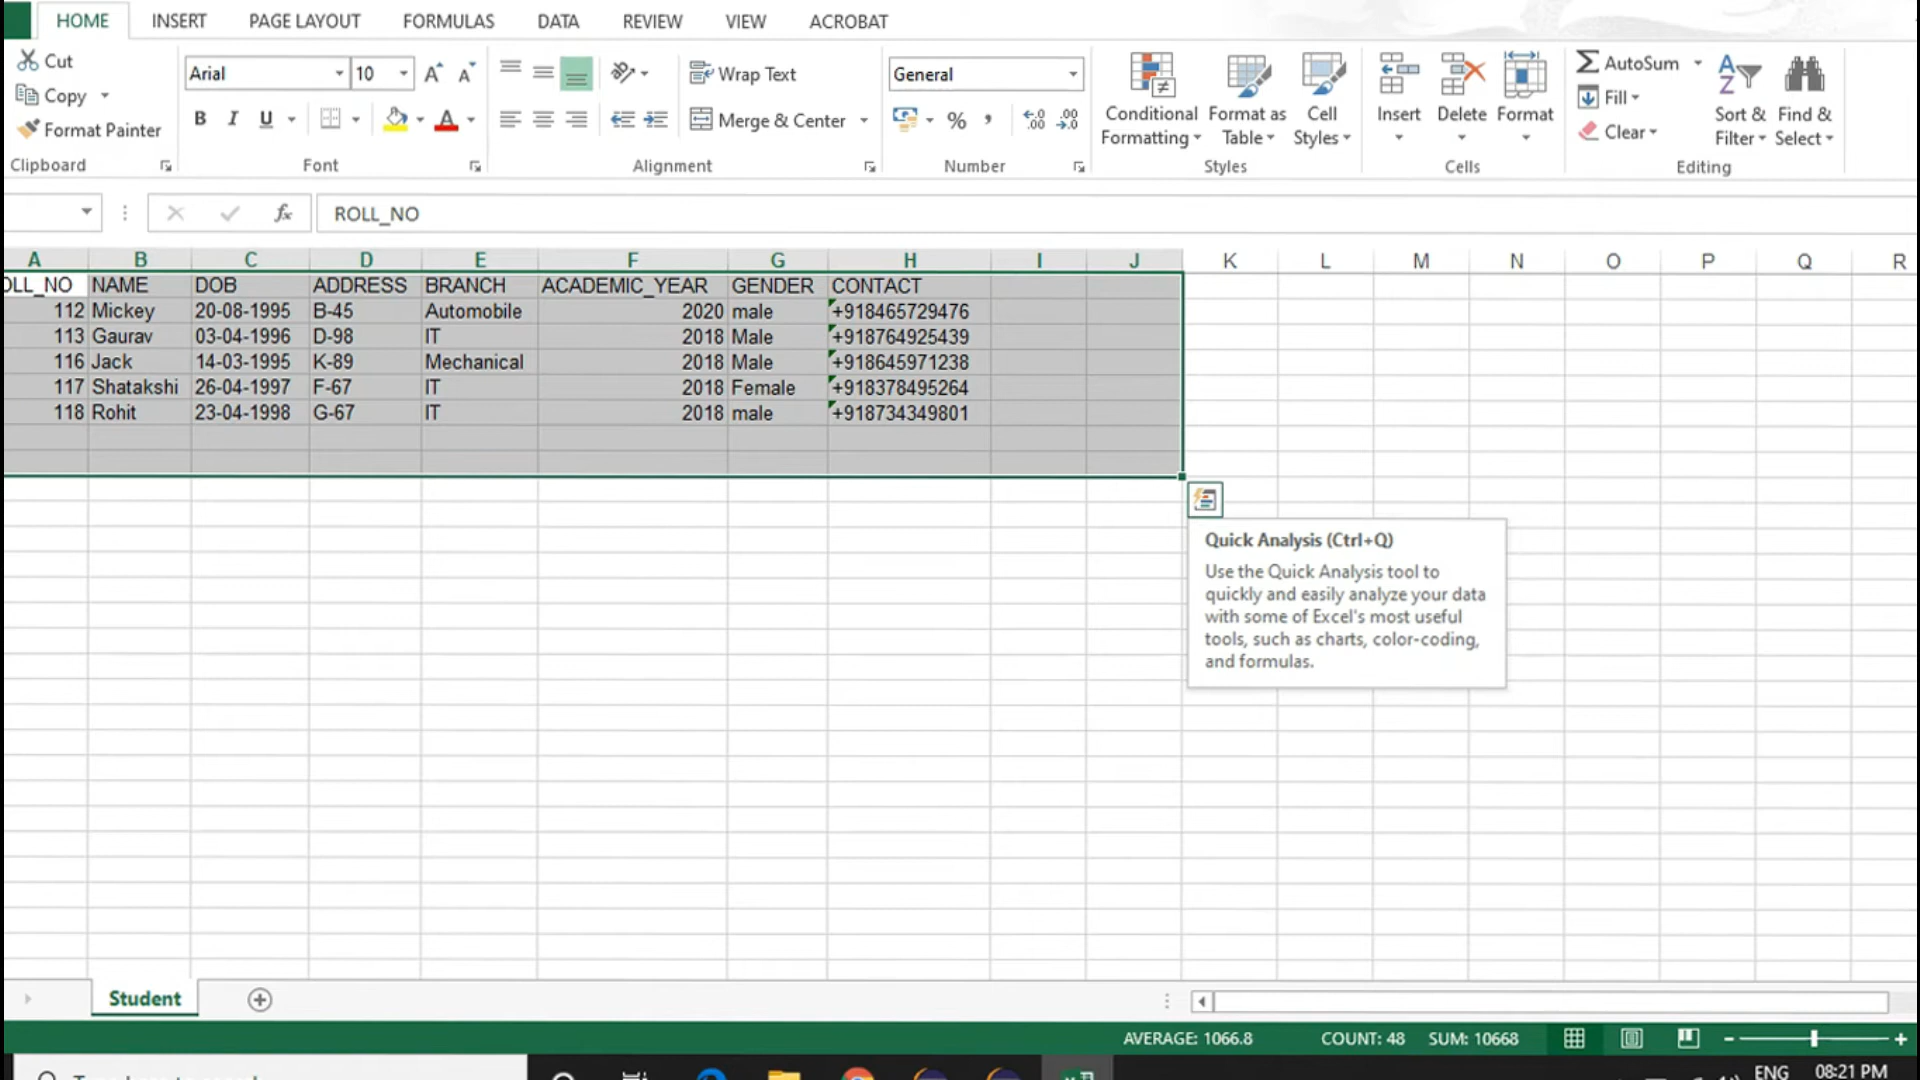 HOME INSERT PAGE LAYOUT FORMULAS DATA REVIEW VIEW ACROBAT
Cut
Copy
Format Painter
Clipboard
Arial 10
B I U A
Font
Wrap Text
Merge & Center
Alignment
General
% , .00 .00
Number
Conditional Formatting
Format as Table
Cell Styles
Styles
Insert Delete Format
Cells
AutoSum
Fill
Clear
Sort & Filter
Find & Select
Editing
fx ROLL_NO
A B C D E F G H I J K L M N O P Q R
OLL_NO NAME DOB ADDRESS BRANCH ACADEMIC_YEAR GENDER CONTACT
112 Mickey 20-08-1995 B-45 Automobile 2020 male +918465729476
113 Gaurav 03-04-1996 D-98 IT 2018 Male +918764925439
116 Jack 14-03-1995 K-89 Mechanical 2018 Male +918645971238
117 Shatakshi 26-04-1997 F-67 IT 2018 Female +918378495264
118 Rohit 23-04-1998 G-67 IT 2018 male +918734349801
Quick Analysis (Ctrl+Q)
Use the Quick Analysis tool to
quickly and easily analyze your data
with some of Excel's most useful
tools, such as charts, color-coding,
and formulas.
Student
AVERAGE: 1066.8 COUNT: 48 SUM: 10668
ENG 08:21 PM